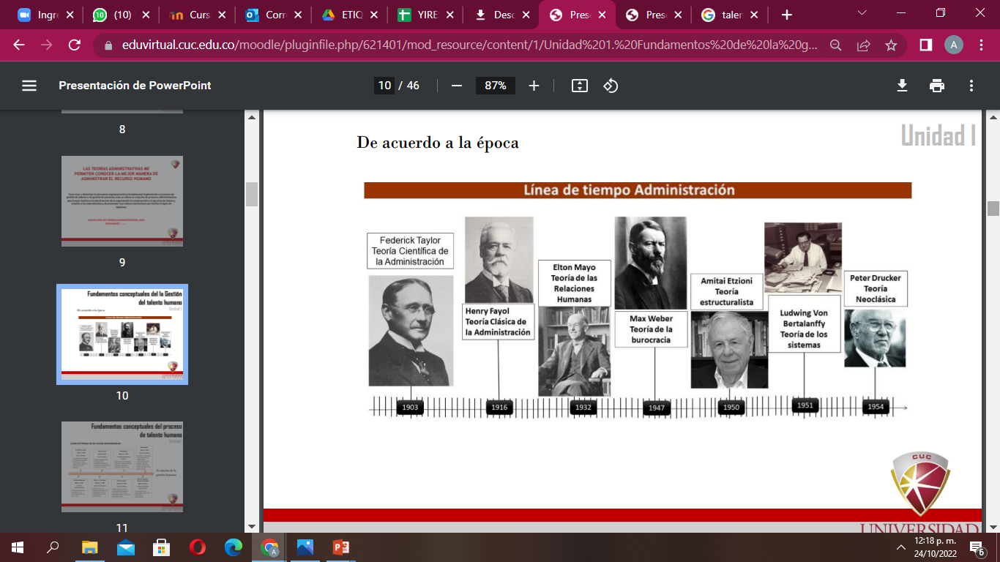 Ingre
(10)
Curs
Corr
ETIQ
YIRE
Desc
Pres
Pres
taler
eduvirtual.cuc.edu.co/moodle/pluginfile.php/621401/mod_resource/content/1/Unidad%201.%20Fundamentos%20de%20la%20g...
A
Presentación de PowerPoint
10 / 46
87%
8
LAS TEORÍAS ADMINISTRATIVAS ME
PERMITEN CONOCER LA MEJOR MANERA DE
ADMINISTRAR EL RECURSO HUMANO
9
Fundamentos conceptuales del la Gestión
del talento humano
Unidad I
De acuerdo a la época
10
Fundamentos conceptuales del proceso
de talento humano
Unidad I
11
Unidad I
De acuerdo a la época
Línea de tiempo Administración
Federick Taylor
Teoría Científica de
la Administración
Henry Fayol
Teoría Clásica de
la Administración
Elton Mayo
Teoría de las
Relaciones
Humanas
Max Weber
Teoría de la
burocracia
Amitai Etzioni
Teoría
estructuralista
Ludwing Von
Bertalanffy
Teoría de los
sistemas
Peter Drucker
Teoría
Neoclásica
1903
1916
1932
1947
1950
1951
1954
CUC
UNIVERSIDAD
12:18 p. m.
24/10/2022
6